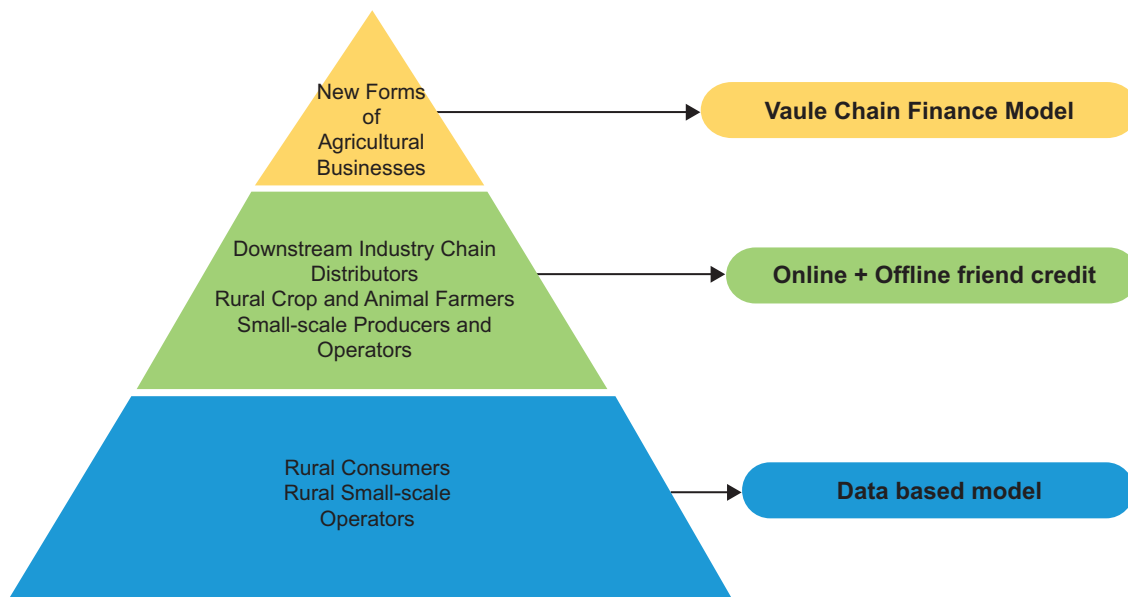 New Forms
of
Agricultural
Businesses
Vaule Chain Finance Model
Downstream Industry Chain
Distributors
Rural Crop and Animal Farmers
Small-scale Producers and
Operators
Online + Offline friend credit
Rural Consumers
Rural Small-scale
Operators
Data based model